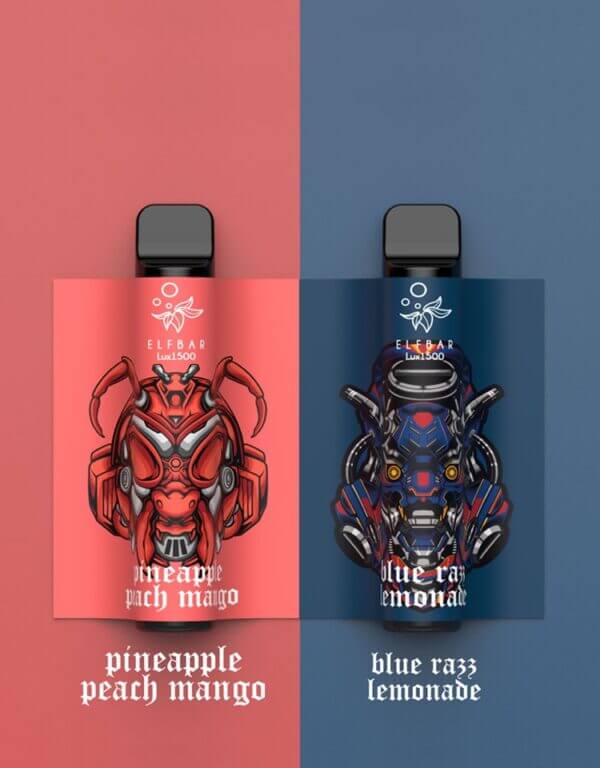 ELFBAR
Lux1500
pineapple
peach mango
ELFBAR
Lux1500
blue razz
lemonade
pineapple
peach mango
blue razz
lemonade